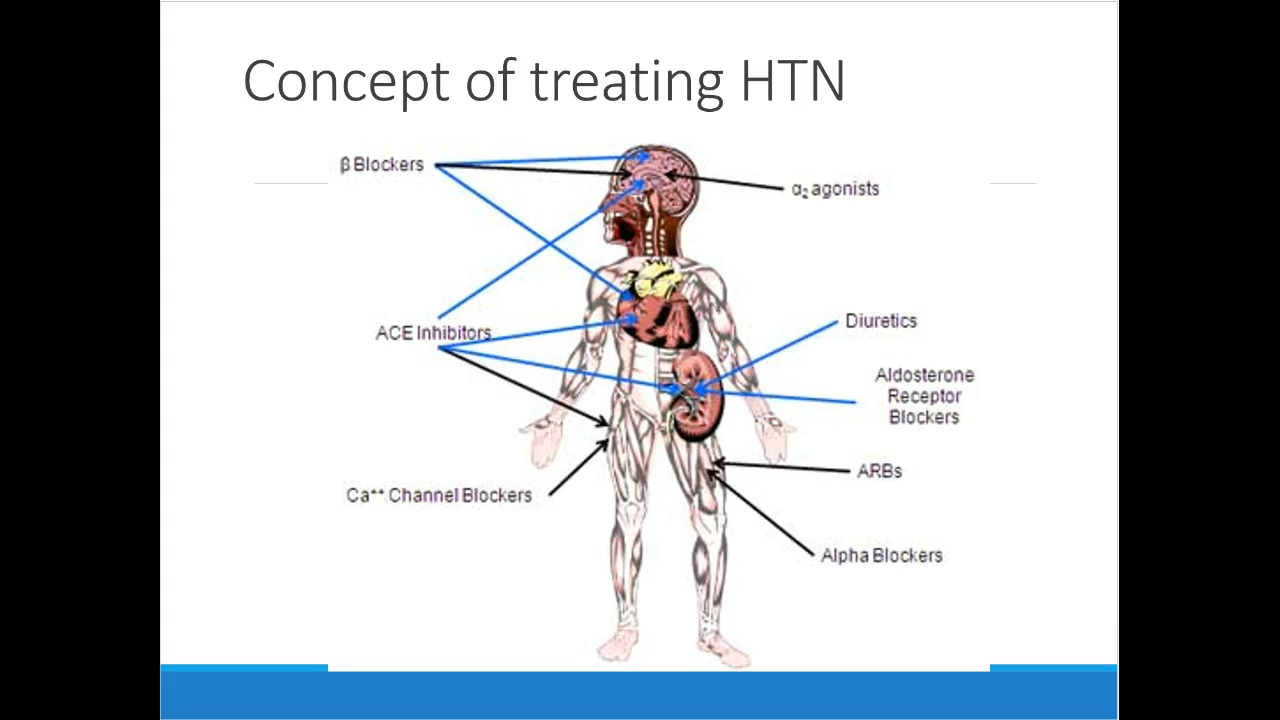 Concept of treating HTN
β Blockers
α₂ agonists
ACE Inhibitors
Diuretics
Aldosterone
Receptor
Blockers
Ca⁺⁺ Channel Blockers
ARBs
Alpha Blockers